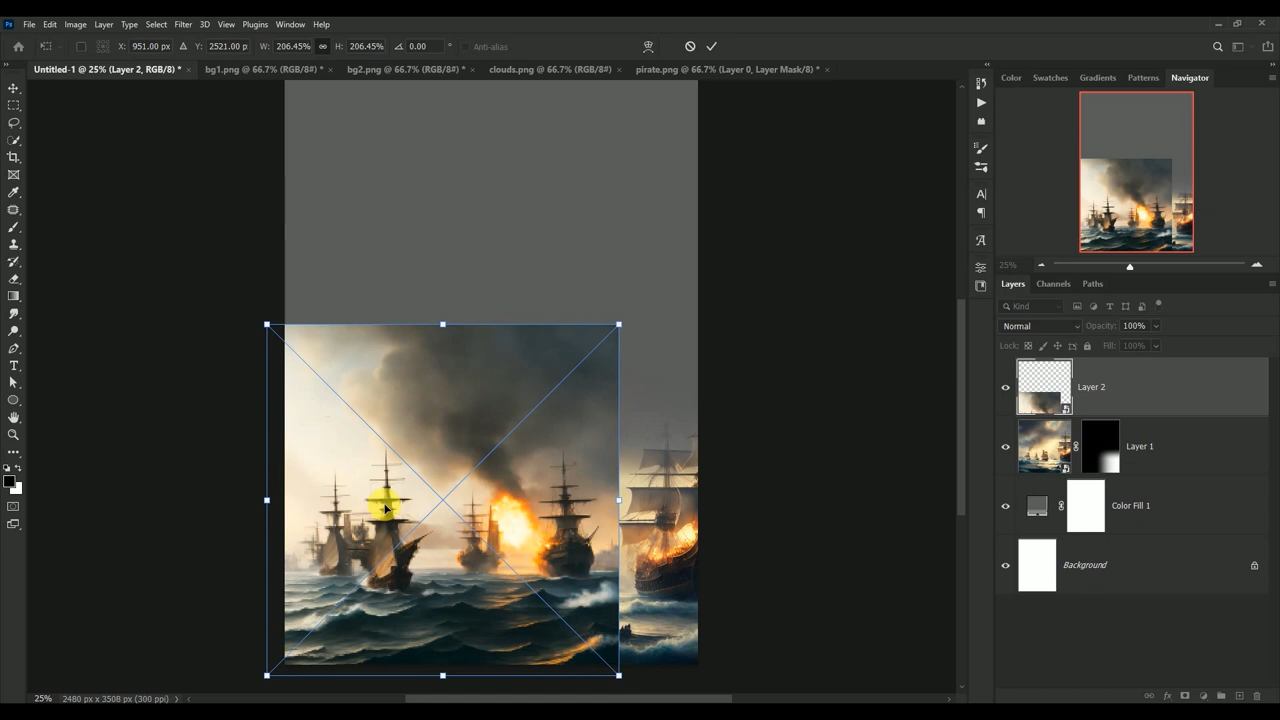 Ps File Edit Image Layer Type Select Filter 3D View Plugins Window Help
X: 951.00 px Y: 2521.00 p W: 206.45% H: 206.45% 0.00 ° Anti-alias
Untitled-1 @ 25% (Layer 2, RGB/8) * × bg1.png @ 66.7% (RGB/8#) * × bg2.png @ 66.7% (RGB/8#) * × clouds.png @ 66.7% (RGB/8#) × pirate.png @ 66.7% (Layer 0, Layer Mask/8) * ×
Color Swatches Gradients Patterns Navigator
25%
Layers Channels Paths
Kind
Normal Opacity: 100%
Lock: Fill: 100%
Layer 2
Layer 1
Color Fill 1
Background
25% 2480 px x 3508 px (300 ppi)